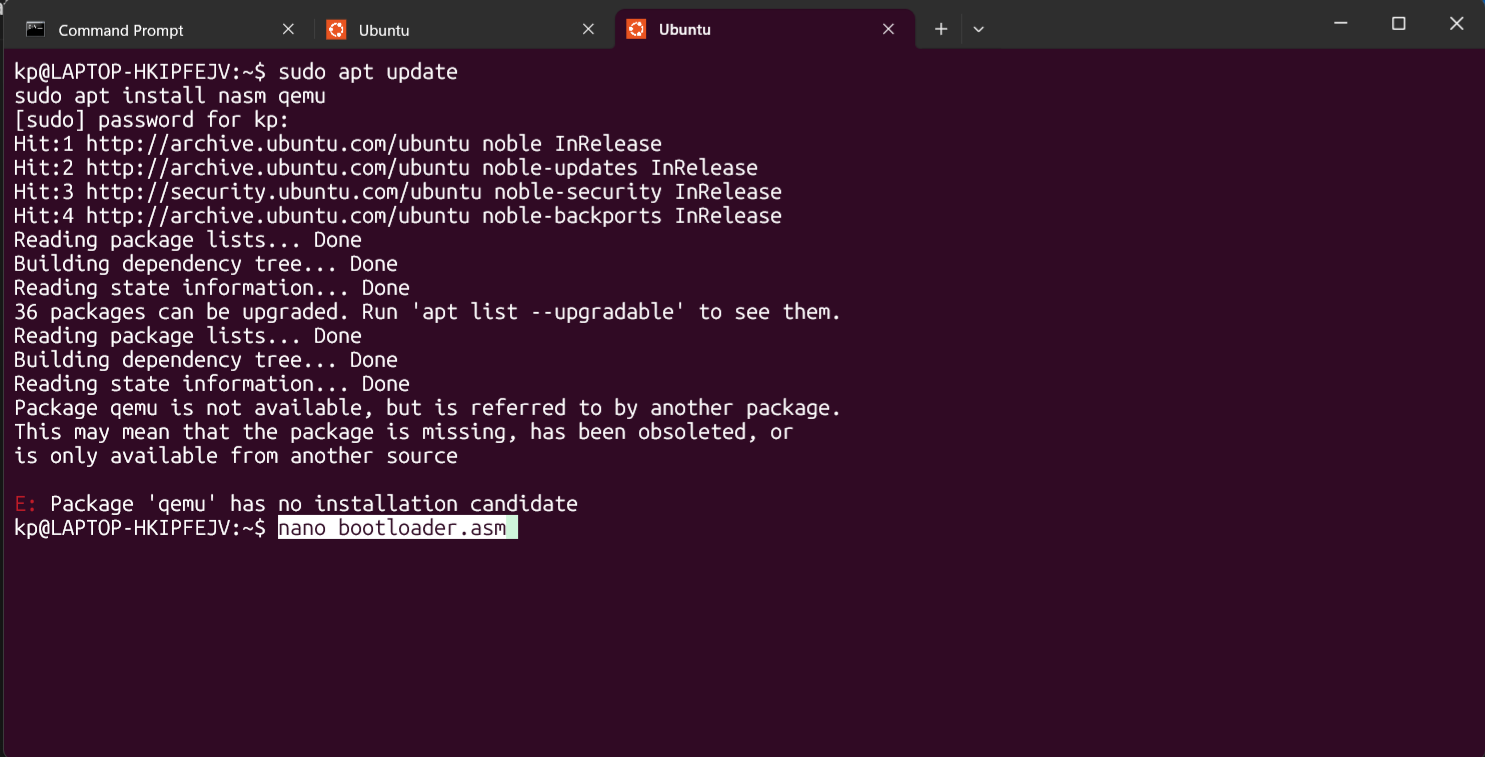 Command Prompt
Ubuntu
Ubuntu
kp@LAPTOP-HKIPFEJV:~$ sudo apt update
sudo apt install nasm qemu
[sudo] password for kp:
Hit:1 http://archive.ubuntu.com/ubuntu noble InRelease
Hit:2 http://archive.ubuntu.com/ubuntu noble-updates InRelease
Hit:3 http://security.ubuntu.com/ubuntu noble-security InRelease
Hit:4 http://archive.ubuntu.com/ubuntu noble-backports InRelease
Reading package lists... Done
Building dependency tree... Done
Reading state information... Done
36 packages can be upgraded. Run 'apt list --upgradable' to see them.
Reading package lists... Done
Building dependency tree... Done
Reading state information... Done
Package qemu is not available, but is referred to by another package.
This may mean that the package is missing, has been obsoleted, or
is only available from another source

E: Package 'qemu' has no installation candidate
kp@LAPTOP-HKIPFEJV:~$ nano bootloader.asm